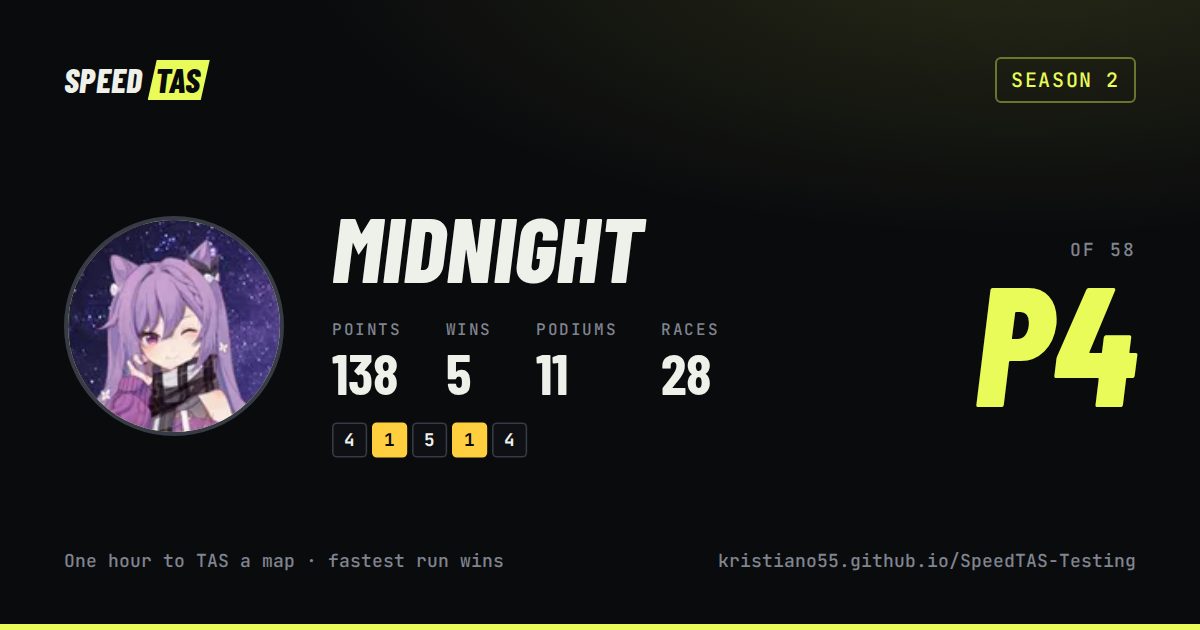 SPEED TAS
SEASON 2
MIDNIGHT
OF 58
P4
POINTS WINS PODIUMS RACES
138 5 11 28
4 1 5 1 4
One hour to TAS a map · fastest run wins
kristiano55.github.io/SpeedTAS-Testing